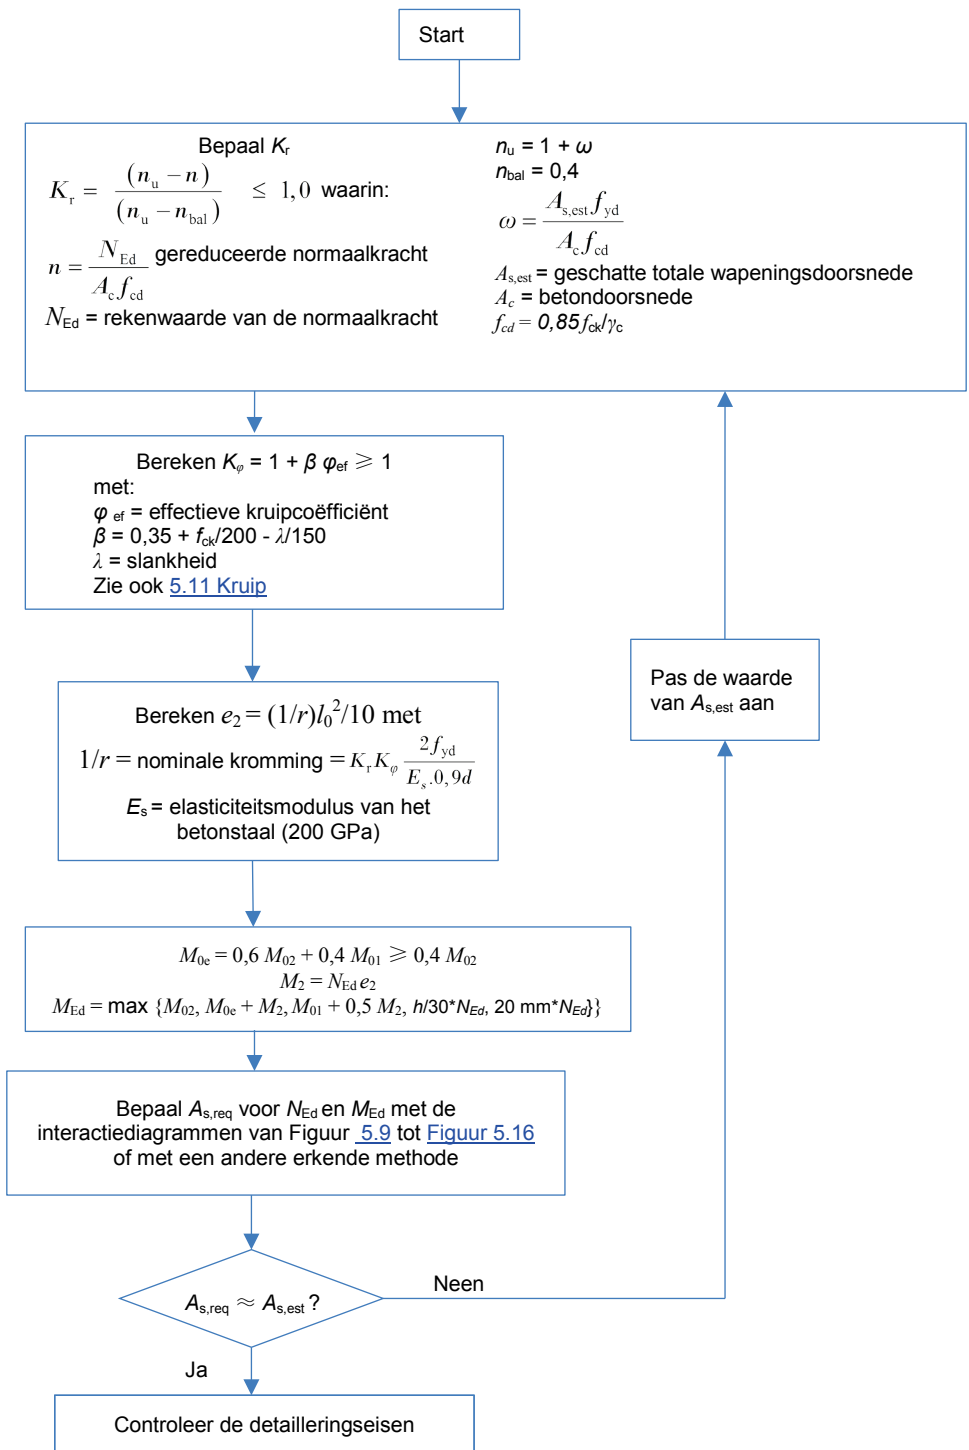 Start
Bepaal Kr
Kr = (nu − n) / (nu − nbal) ≤ 1,0 waarin:
n = NEd / Ac fcd gereduceerde normaalkracht
NEd = rekenwaarde van de normaalkracht
nu = 1 + ω
nbal = 0,4
ω = As,est fyd / Ac fcd
As,est = geschatte totale wapeningsdoorsnede
Ac = betondoorsnede
fcd = 0,85fck/γc
Bereken Kφ = 1 + β φef ≥ 1
met:
φ ef = effectieve kruipcoëfficiënt
β = 0,35 + fck/200 - λ/150
λ = slankheid
Zie ook 5.11 Kruip
Bereken e2 = (1/r)l0²/10 met
1/r = nominale kromming = Kr Kφ 2fyd / Es.0,9d
Es = elasticiteitsmodulus van het
betonstaal (200 GPa)
Pas de waarde
van As,est aan
M0e = 0,6 M02 + 0,4 M01 ≥ 0,4 M02
M2 = NEd e2
MEd = max {M02, M0e + M2, M01 + 0,5 M2, h/30*NEd, 20 mm*NEd}}
Bepaal As,req voor NEd en MEd met de
interactiediagrammen van Figuur 5.9 tot Figuur 5.16
of met een andere erkende methode
As,req ≈ As,est ?
Neen
Ja
Controleer de detailleringseisen